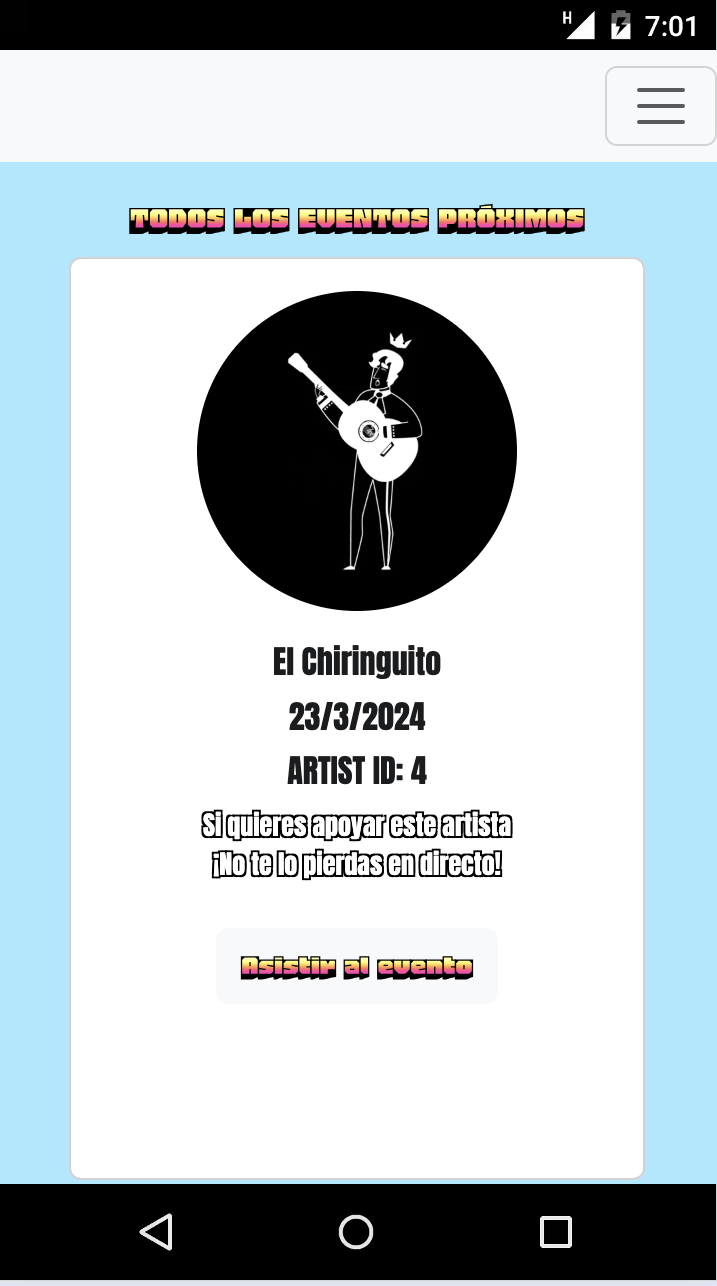 H 7:01
TODOS LOS EVENTOS PRÓXIMOS
El Chiringuito
23/3/2024
ARTIST ID: 4
Si quieres apoyar este artista
¡No te lo pierdas en directo!
Asistir al evento